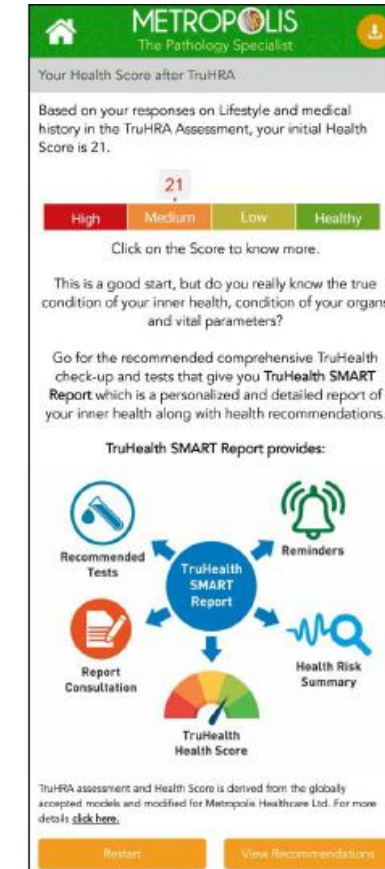 METROPOLIS
The Pathology Specialist
Your Health Score after TruHRA
Based on your responses on Lifestyle and medical
history in the TruHRA Assessment, your initial Health
Score is 21.
21
High Medium Low Healthy
Click on the Score to know more.
This is a good start, but do you really know the true
condition of your inner health, condition of your organs
and vital parameters?
Go for the recommended comprehensive TruHealth
check-up and tests that give you TruHealth SMART
Report which is a personalized and detailed report of
your inner health along with health recommendations.
TruHealth SMART Report provides:
Recommended
Tests
Reminders
TruHealth
SMART
Report
Report
Consultation
Health Risk
Summary
TruHealth
Health Score
TruHRA assessment and Health Score is derived from the globally
accepted models and modified for Metropolis Healthcare Ltd. For more
details click here.
Restart View Recommendations